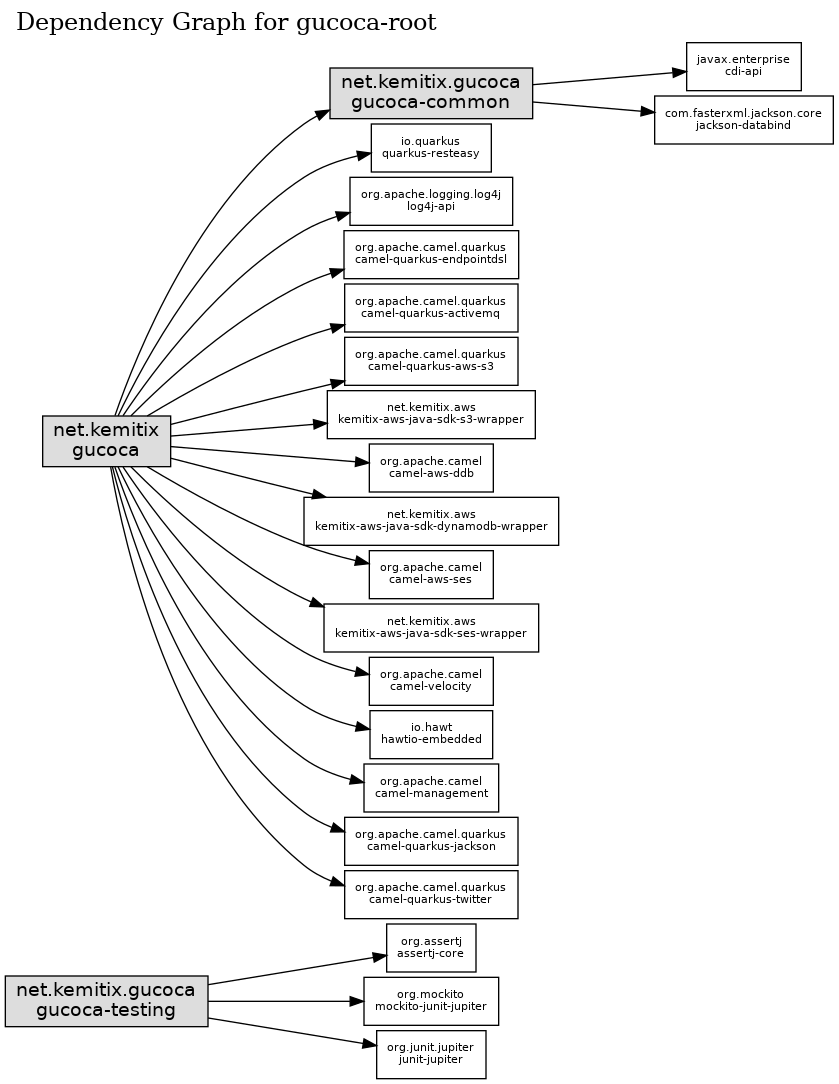 Dependency Graph for gucoca-root
net.kemitix.gucoca
gucoca-common
javax.enterprise
cdi-api
com.fasterxml.jackson.core
jackson-databind
io.quarkus
quarkus-resteasy
org.apache.logging.log4j
log4j-api
org.apache.camel.quarkus
camel-quarkus-endpointdsl
org.apache.camel.quarkus
camel-quarkus-activemq
org.apache.camel.quarkus
camel-quarkus-aws-s3
net.kemitix.aws
kemitix-aws-java-sdk-s3-wrapper
net.kemitix
gucoca
org.apache.camel
camel-aws-ddb
net.kemitix.aws
kemitix-aws-java-sdk-dynamodb-wrapper
org.apache.camel
camel-aws-ses
net.kemitix.aws
kemitix-aws-java-sdk-ses-wrapper
org.apache.camel
camel-velocity
io.hawt
hawtio-embedded
org.apache.camel
camel-management
org.apache.camel.quarkus
camel-quarkus-jackson
org.apache.camel.quarkus
camel-quarkus-twitter
net.kemitix.gucoca
gucoca-testing
org.assertj
assertj-core
org.mockito
mockito-junit-jupiter
org.junit.jupiter
junit-jupiter